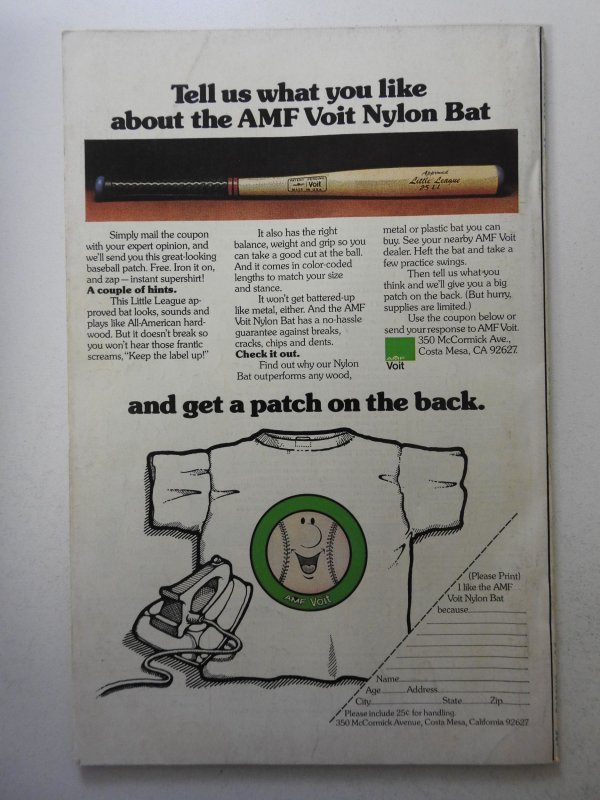 Tell us what you like
about the AMF Voit Nylon Bat
PATENT PENDING
AMF Voit
MADE IN U.S.A.
Approved
Little League
25 LL
Simply mail the coupon
with your expert opinion, and
we'll send you this great-looking
baseball patch. Free. Iron it on,
and zap — instant supershirt!
A couple of hints.
This Little League ap-
proved bat looks, sounds and
plays like All-American hard-
wood. But it doesn't break so
you won't hear those frantic
screams, "Keep the label up!"
It also has the right
balance, weight and grip so you
can take a good cut at the ball.
And it comes in color-coded
lengths to match your size
and stance.
It won't get battered-up
like metal, either. And the AMF
Voit Nylon Bat has a no-hassle
guarantee against breaks,
cracks, chips and dents.
Check it out.
Find out why our Nylon
Bat outperforms any wood,
metal or plastic bat you can
buy. See your nearby AMF Voit
dealer. Heft the bat and take a
few practice swings.
Then tell us what you
think and we'll give you a big
patch on the back. (But hurry,
supplies are limited.)
Use the coupon below or
send your response to AMF Voit.
350 McCormick Ave.,
Costa Mesa, CA 92627.
AMF
Voit
and get a patch on the back.
AMF Voit
(Please Print)
I like the AMF
Voit Nylon Bat
because
Name
Age Address
City State Zip
Please include 25¢ for handling.
350 McCormick Avenue, Costa Mesa, California 92627